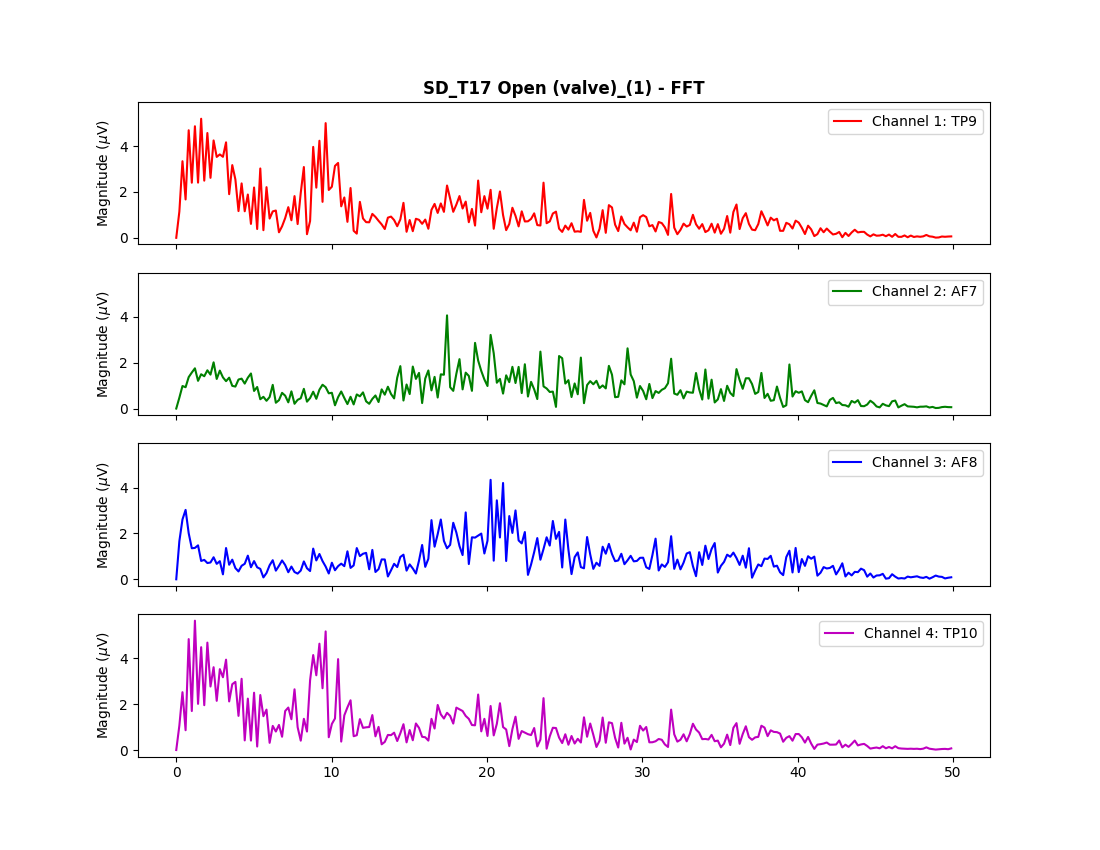 SD_T17 Open (valve)_(1) - FFT
Magnitude (μV)
4
2
0
Channel 1: TP9
Magnitude (μV)
4
2
0
Channel 2: AF7
Magnitude (μV)
4
2
0
Channel 3: AF8
Magnitude (μV)
4
2
0
Channel 4: TP10
0 10 20 30 40 50